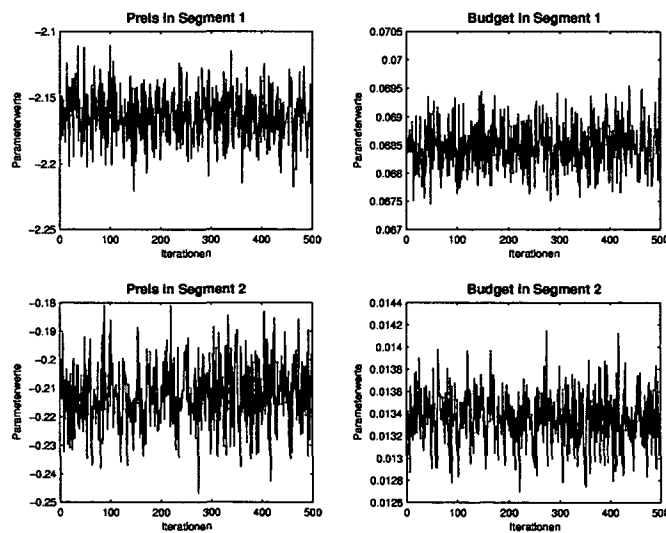 Preis in Segment 1
-2.1
-2.15
-2.2
-2.25
Parameterwerte
0 100 200 300 400 500
Iterationen
Budget in Segment 1
0.0705
0.07
0.0695
0.069
0.0685
0.068
0.0675
0.067
Parameterwerte
0 100 200 300 400 500
Iterationen
Preis in Segment 2
-0.18
-0.19
-0.2
-0.21
-0.22
-0.23
-0.24
-0.25
Parameterwerte
0 100 200 300 400 500
Iterationen
Budget in Segment 2
0.0144
0.0142
0.014
0.0138
0.0136
0.0134
0.0132
0.013
0.0128
0.0126
Parameterwerte
0 100 200 300 400 500
Iterationen